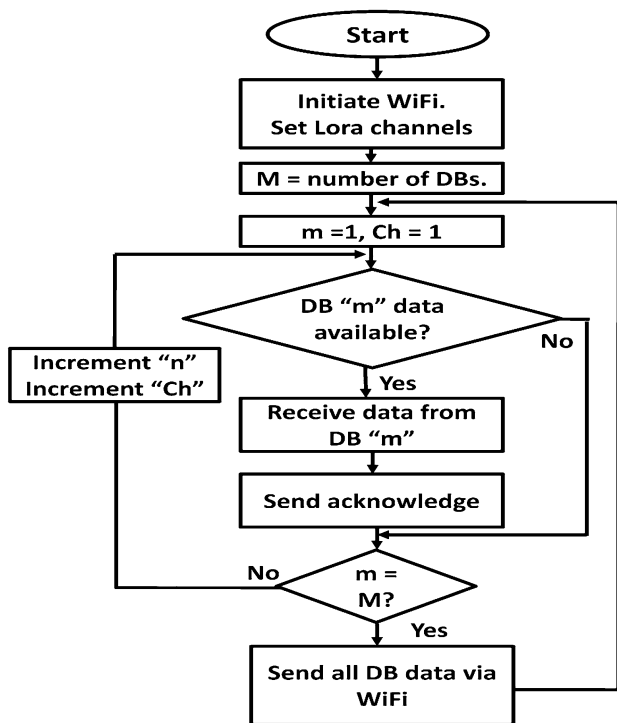 Start
Initiate WiFi.
Set Lora channels
M = number of DBs.
m =1, Ch = 1
DB “m” data
available?
No
Increment “n”
Increment “Ch”
Yes
Receive data from
DB “m”
Send acknowledge
No
m =
M?
Yes
Send all DB data via
WiFi